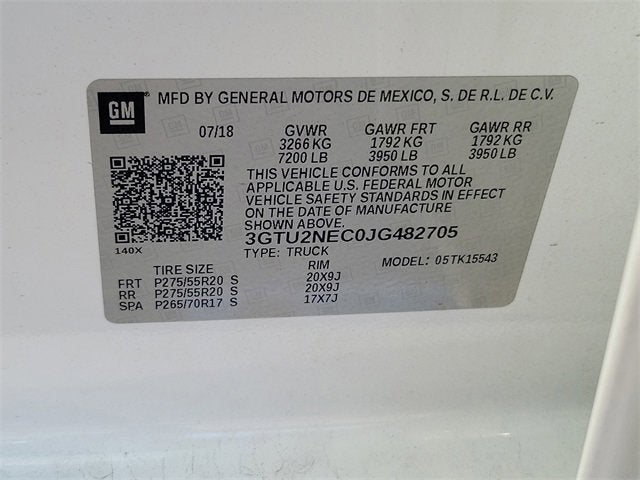 GM MFD BY GENERAL MOTORS DE MEXICO, S. DE R.L. DE C.V.
07/18 GVWR GAWR FRT GAWR RR
3266 KG 1792 KG 1792 KG
7200 LB 3950 LB 3950 LB
THIS VEHICLE CONFORMS TO ALL
APPLICABLE U.S. FEDERAL MOTOR
VEHICLE SAFETY STANDARDS IN EFFECT
ON THE DATE OF MANUFACTURE
SHOWN ABOVE.
3GTU2NEC0JG482705
140X TYPE: TRUCK MODEL: 05TK15543
TIRE SIZE RIM
FRT P275/55R20 S 20X9J
RR P275/55R20 S 20X9J
SPA P265/70R17 S 17X7J